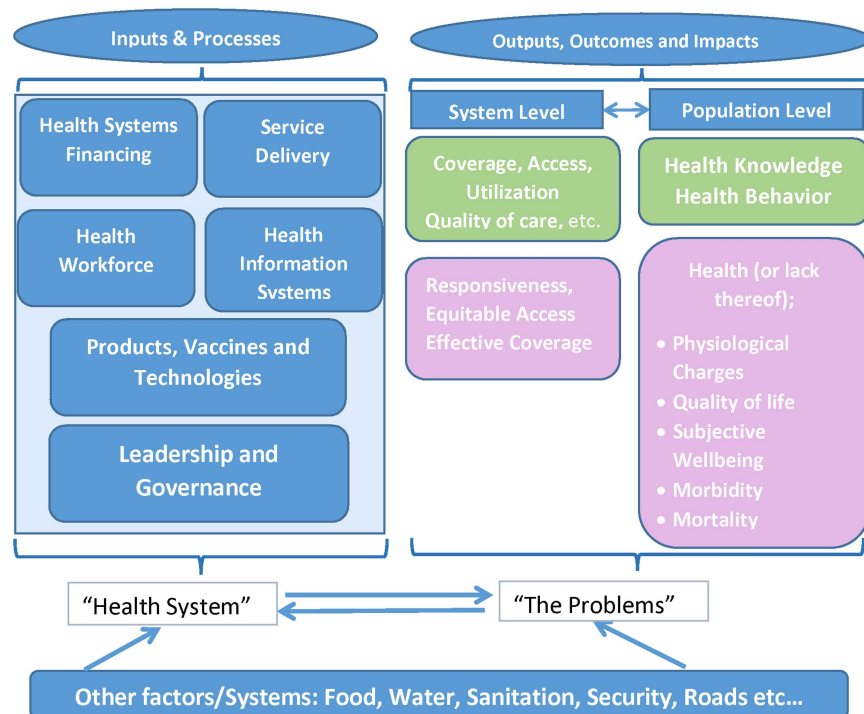 Inputs & Processes
Health Systems
Financing
Service
Delivery
Health
Workforce
Health
Information
Systems
Products, Vaccines and
Technologies
Leadership and
Governance
Outputs, Outcomes and Impacts
System Level
Population Level
Coverage, Access,
Utilization
Quality of care, etc.
Health Knowledge
Health Behavior
Responsiveness,
Equitable Access
Effective Coverage
Health (or lack
thereof);
• Physiological
Charges
• Quality of life
• Subjective
Wellbeing
• Morbidity
• Mortality
“Health System”
“The Problems”
Other factors/Systems: Food, Water, Sanitation, Security, Roads etc...